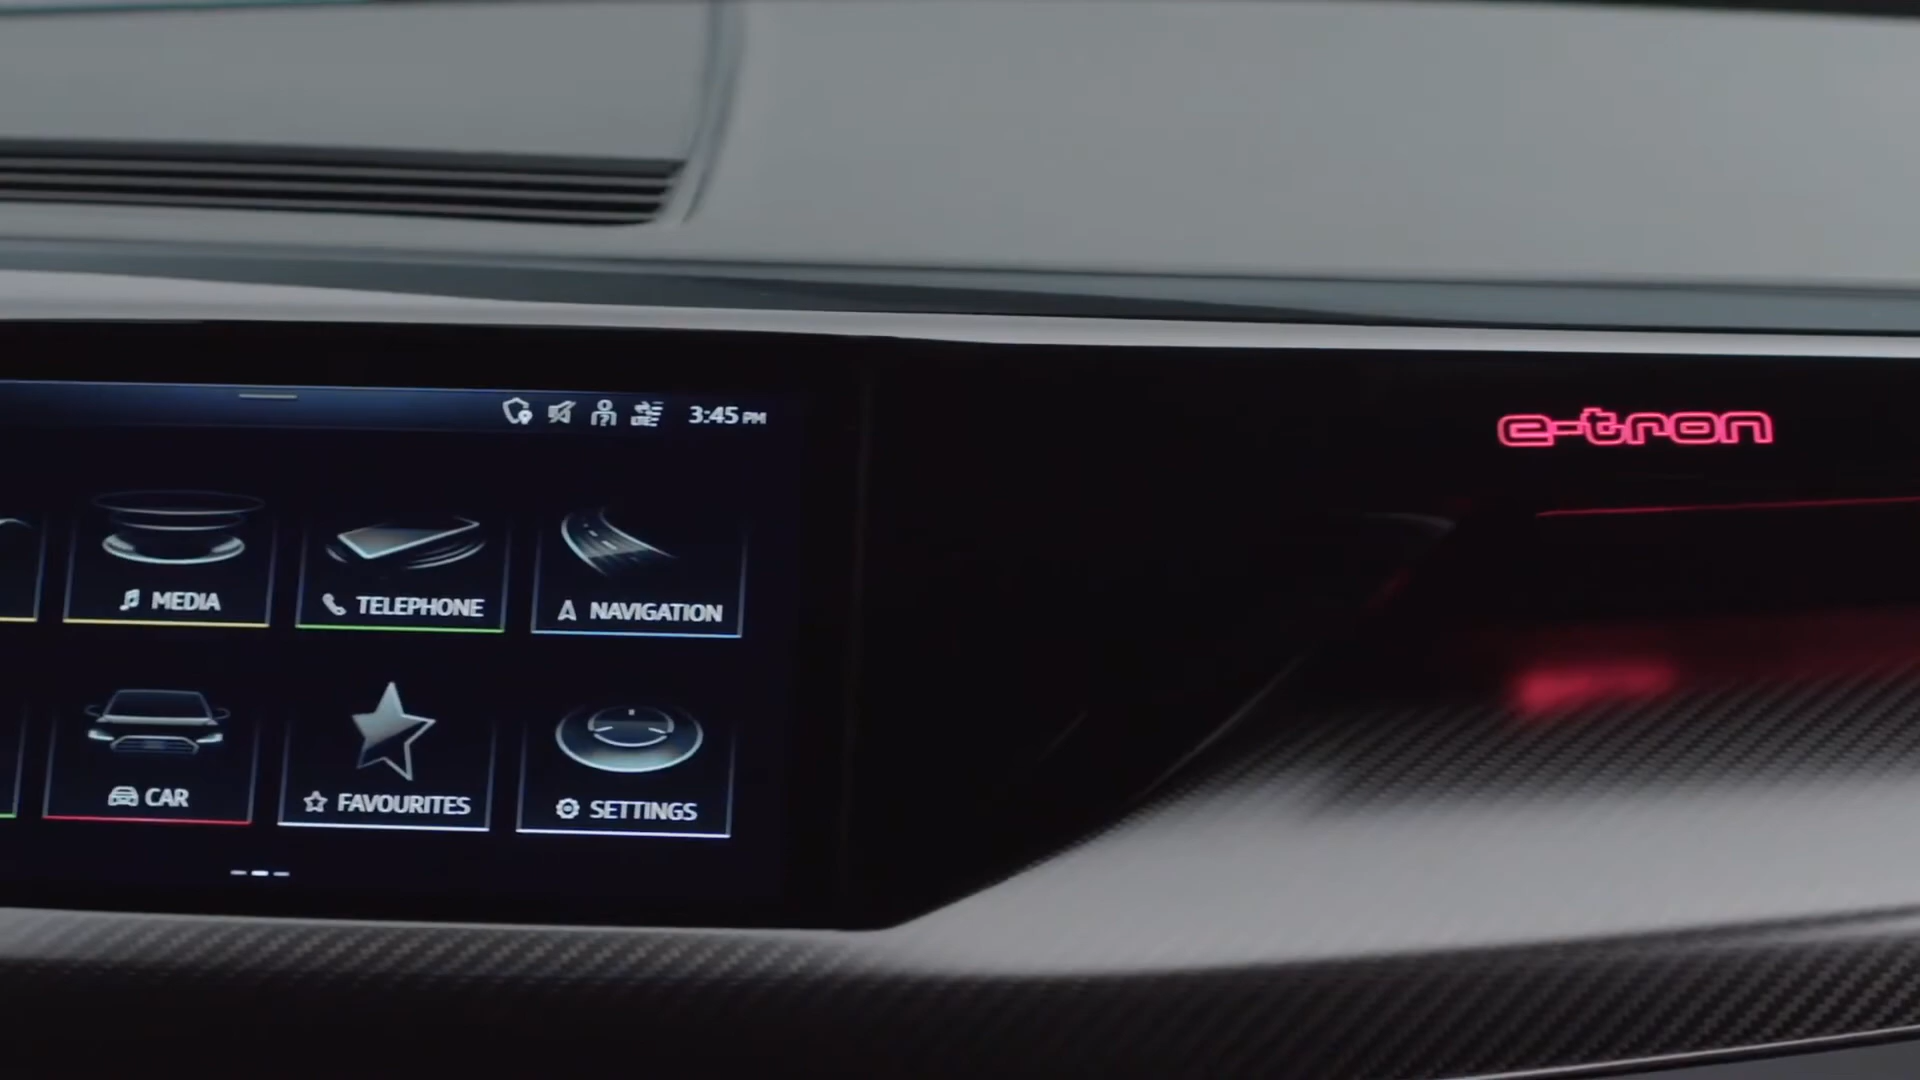 3:45 PM
e-tron
MEDIA
TELEPHONE
NAVIGATION
CAR
FAVOURITES
SETTINGS